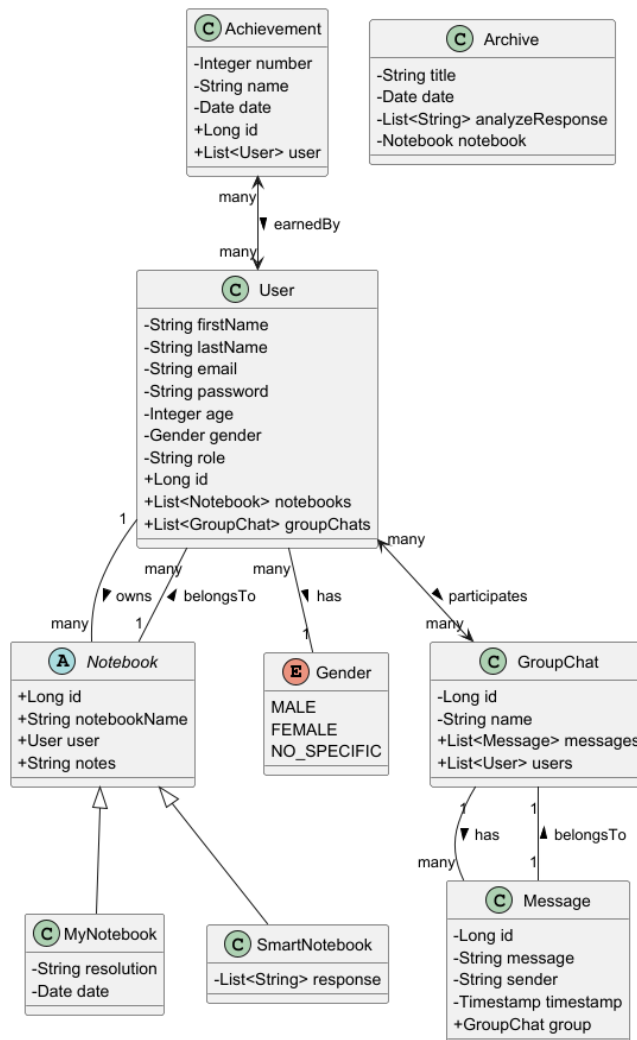 C Achievement
-Integer number
-String name
-Date date
+Long id
+List<User> user
C Archive
-String title
-Date date
-List<String> analyzeResponse
-Notebook notebook
many
earnedBy
many
C User
-String firstName
-String lastName
-String email
-String password
-Integer age
-Gender gender
-String role
+Long id
+List<Notebook> notebooks
+List<GroupChat> groupChats
1
many
many
many
owns
belongsTo
has
participates
many
1
1
many
A Notebook
+Long id
+String notebookName
+User user
+String notes
E Gender
MALE
FEMALE
NO_SPECIFIC
C GroupChat
-Long id
-String name
+List<Message> messages
+List<User> users
1
1
has
belongsTo
many
1
C MyNotebook
-String resolution
-Date date
C SmartNotebook
-List<String> response
C Message
-Long id
-String message
-String sender
-Timestamp timestamp
+GroupChat group